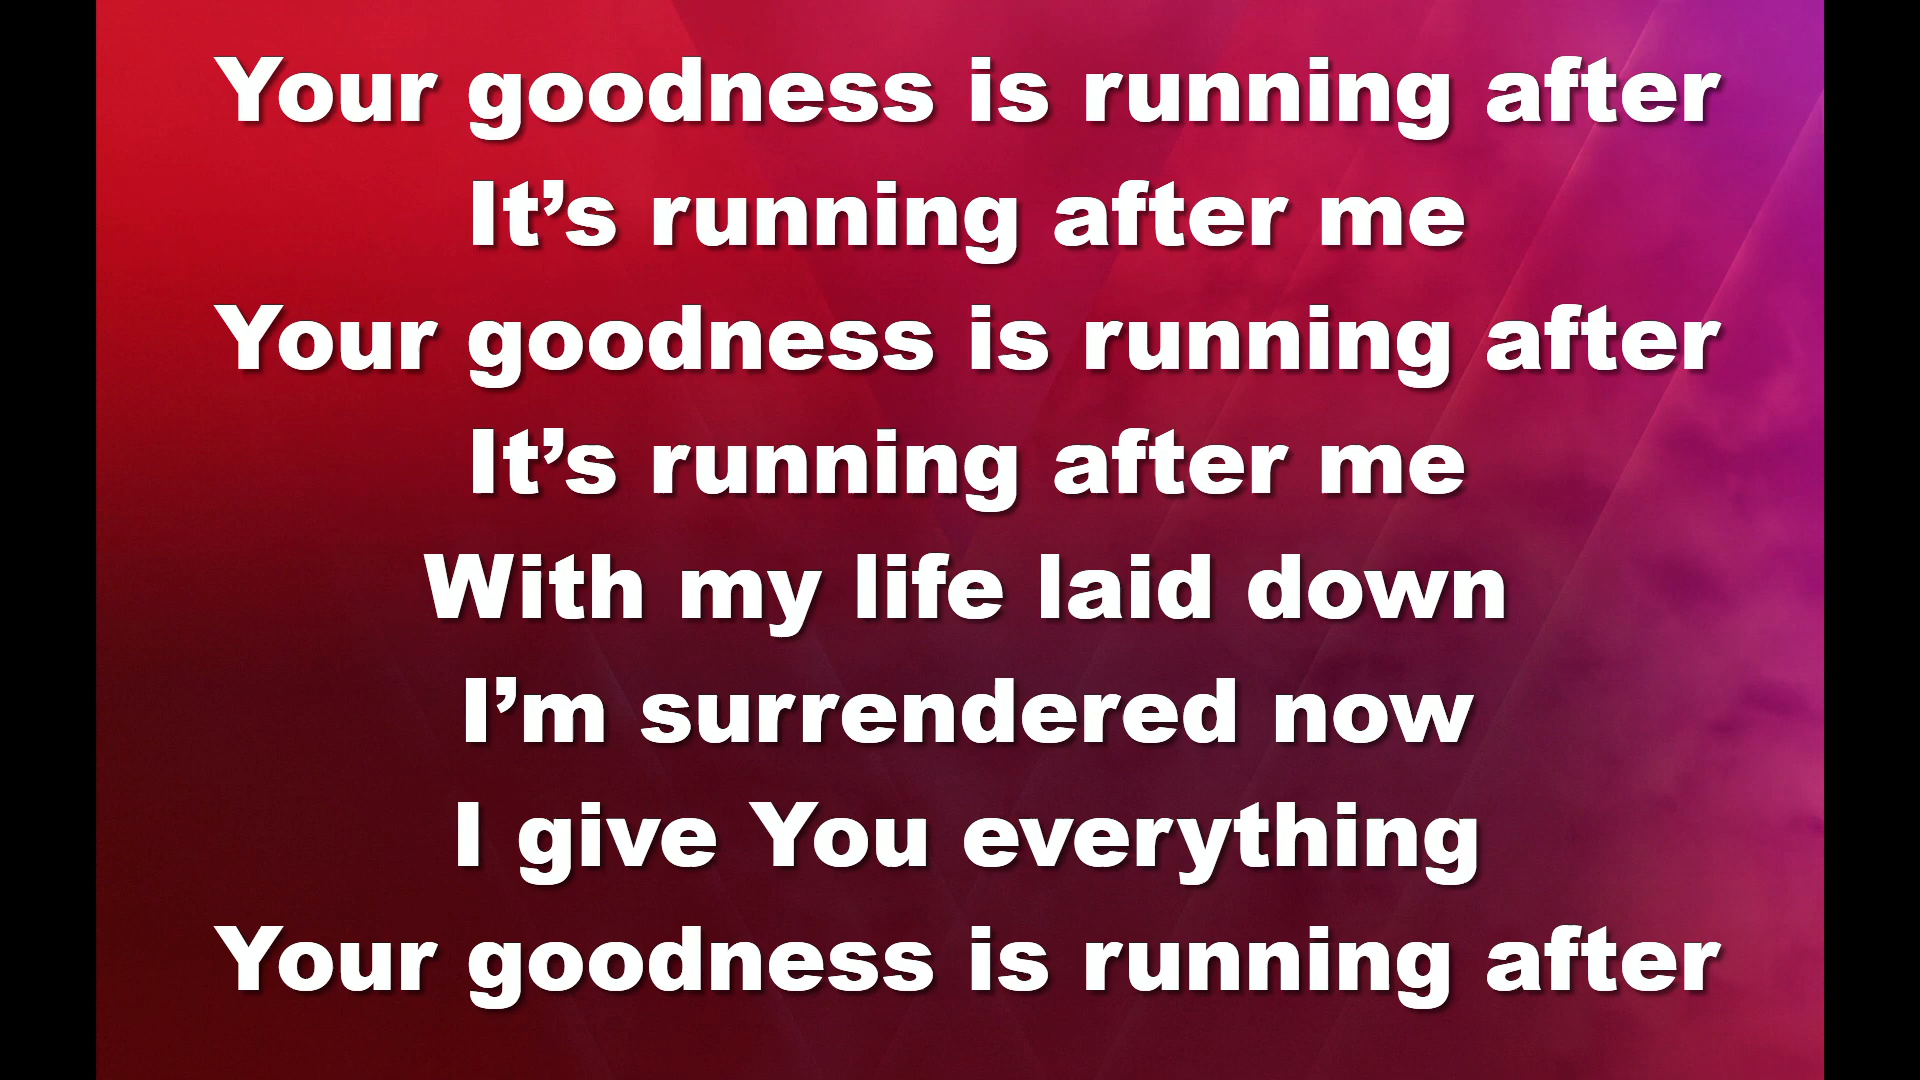 Your goodness is running after
It’s running after me
Your goodness is running after
It’s running after me
With my life laid down
I’m surrendered now
I give You everything
Your goodness is running after